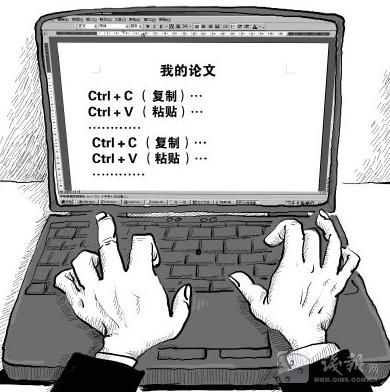 我的论文
Ctrl + C （ 复制 ）…
Ctrl + V （ 粘贴 ）…
…………
Ctrl + C （ 复制 ）…
Ctrl + V （ 粘贴 ）…
…………